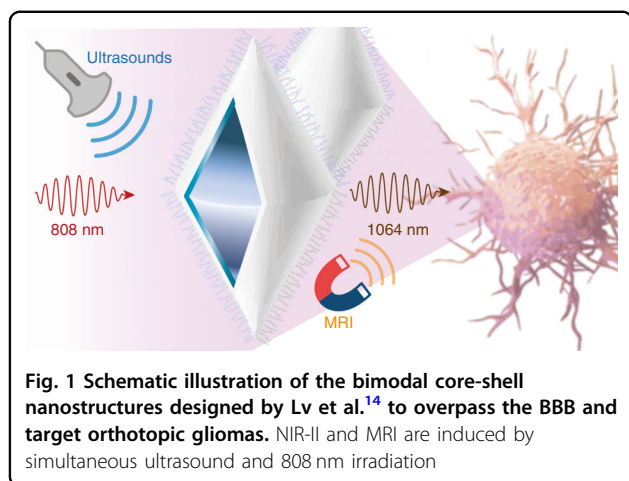 Ultrasounds
808 nm
1064 nm
MRI
Fig. 1 Schematic illustration of the bimodal core-shell
nanostructures designed by Lv et al.14 to overpass the BBB and
target orthotopic gliomas. NIR-II and MRI are induced by
simultaneous ultrasound and 808 nm irradiation